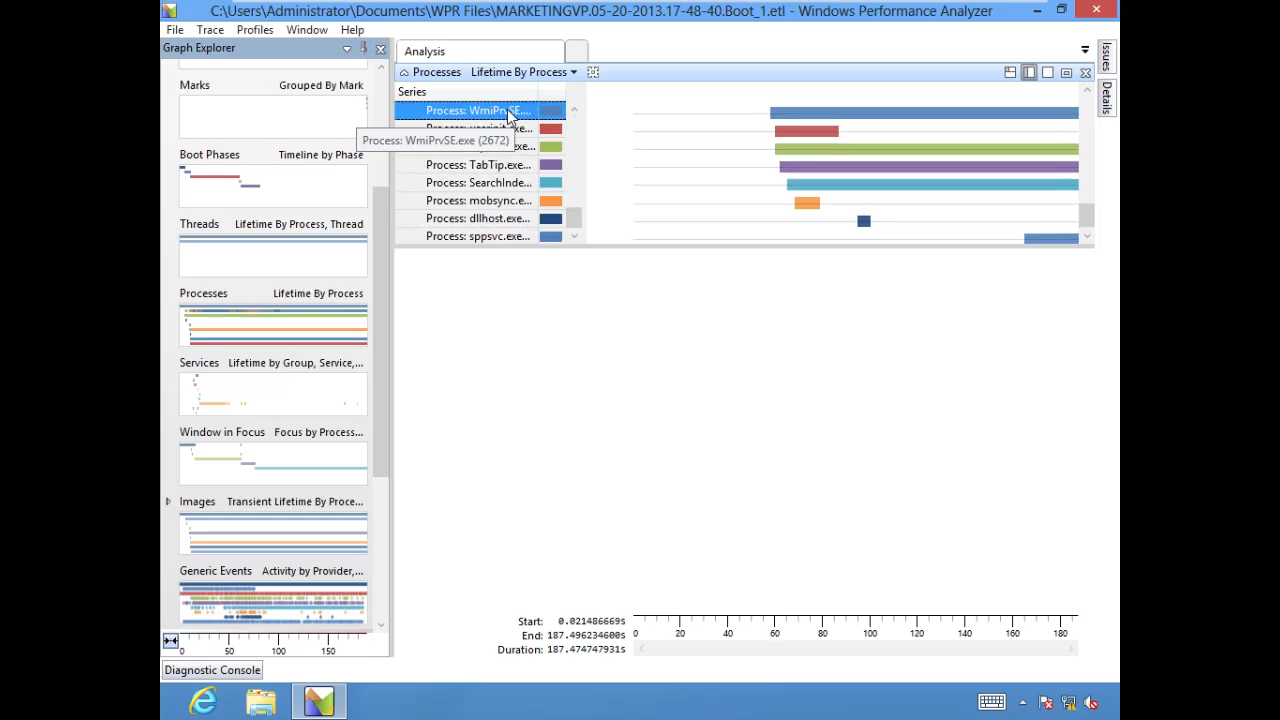 C:\Users\Administrator\Documents\WPR Files\MARKETINGVP.05-20-2013.17-48-40.Boot_1.etl - Windows Performance Analyzer
File Trace Profiles Window Help
Graph Explorer
Marks Grouped By Mark
Boot Phases Timeline by Phase
Threads Lifetime By Process, Thread
Processes Lifetime By Process
Services Lifetime by Group, Service,...
Window in Focus Focus by Process...
Images Transient Lifetime By Proce...
Generic Events Activity by Provider,...
0 50 100 150
Diagnostic Console
Analysis
Processes Lifetime By Process
Series
Process: WmiPrvSE....
Process: WmiPrvSE.exe (2672)
Process: TabTip.exe...
Process: SearchInde...
Process: mobsync.e...
Process: dllhost.exe...
Process: sppsvc.exe...
Start: 0.021486669s
End: 187.496234600s
Duration: 187.474747931s
0 20 40 60 80 100 120 140 160 180
Issues
Details